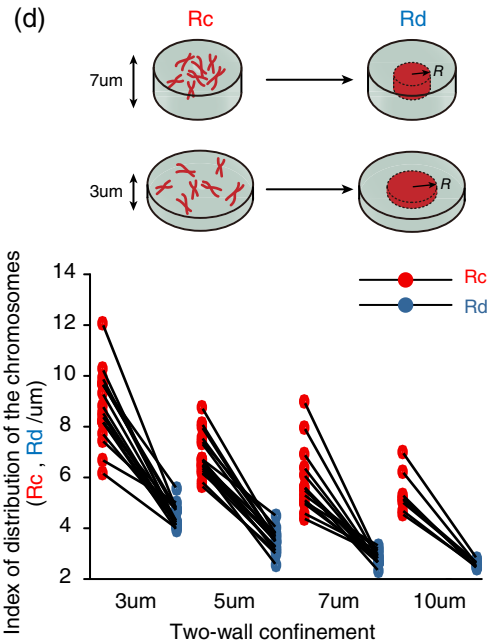 (d)
Rc
Rd
7um
R
3um
R
Index of distribution of the chromosomes
(Rc , Rd /um)
14
12
10
8
6
4
2
Rc
Rd
3um
5um
7um
10um
Two-wall confinement